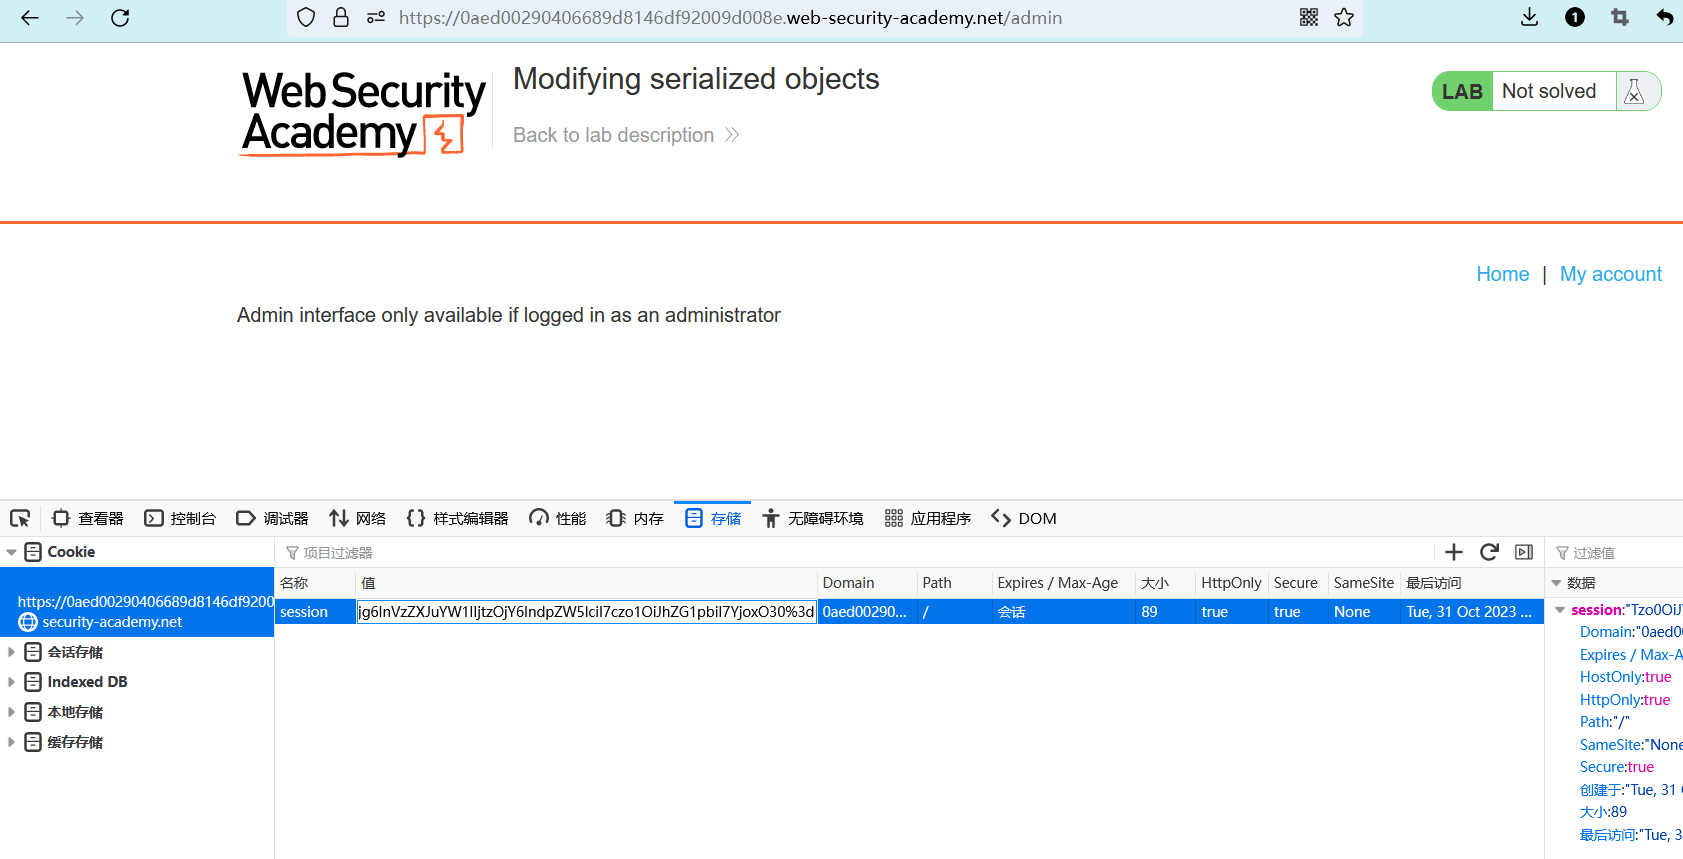 https://0aed00290406689d8146df92009d008e.web-security-academy.net/admin
1
Web Security
Academy
Modifying serialized objects
Back to lab description
LAB Not solved
Home | My account
Admin interface only available if logged in as an administrator
查看器 控制台 调试器 网络 样式编辑器 性能 内存 存储 无障碍环境 应用程序 DOM
Cookie
项目过滤器
过滤值
名称 值 Domain Path Expires / Max-Age 大小 HttpOnly Secure SameSite 最后访问
数据
https://0aed00290406689d8146df9200
security-academy.net
session jg6InVzZXJuYW1lIjtzOjY6IndpZW5lciI7czo1OiJhZG1pbiI7YjoxO30%3d 0aed00290... / 会话 89 true true None Tue, 31 Oct 2023 ...
会话存储
Indexed DB
本地存储
缓存存储
session:"Tzo0OiJ
Domain:"0aed0
Expires / Max-A
HostOnly:true
HttpOnly:true
Path:"/"
SameSite:"None
Secure:true
创建于:"Tue, 31
大小:89
最后访问:"Tue, 3